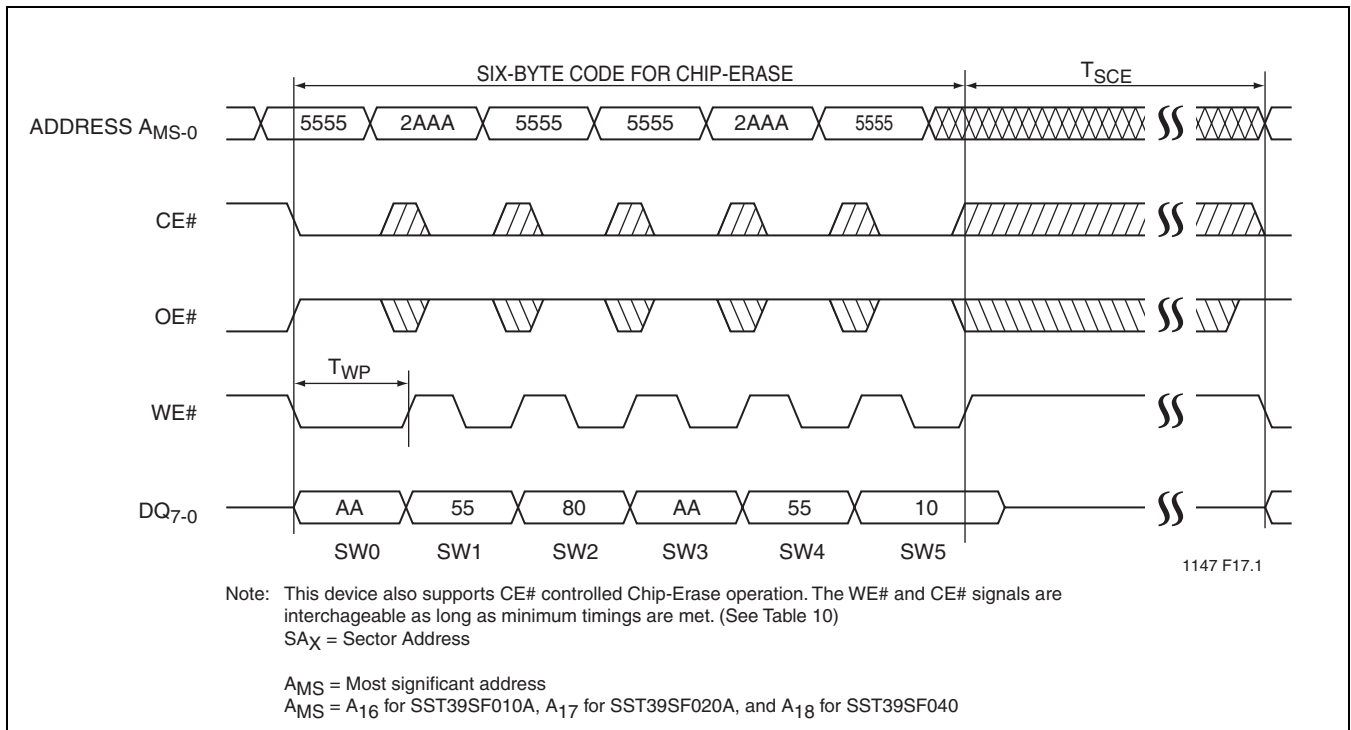 SIX-BYTE CODE FOR CHIP-ERASE
TSCE
ADDRESS AMS-0
5555 2AAA 5555 5555 2AAA 5555
CE#
OE#
TWP
WE#
DQ7-0
AA 55 80 AA 55 10
SW0 SW1 SW2 SW3 SW4 SW5
1147 F17.1
Note: This device also supports CE# controlled Chip-Erase operation. The WE# and CE# signals are
interchageable as long as minimum timings are met. (See Table 10)
SAX = Sector Address
AMS = Most significant address
AMS = A16 for SST39SF010A, A17 for SST39SF020A, and A18 for SST39SF040